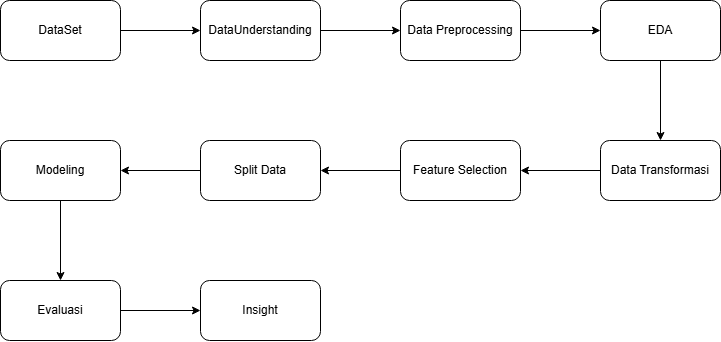 DataSet
DataUnderstanding
Data Preprocessing
EDA
Data Transformasi
Feature Selection
Split Data
Modeling
Evaluasi
Insight